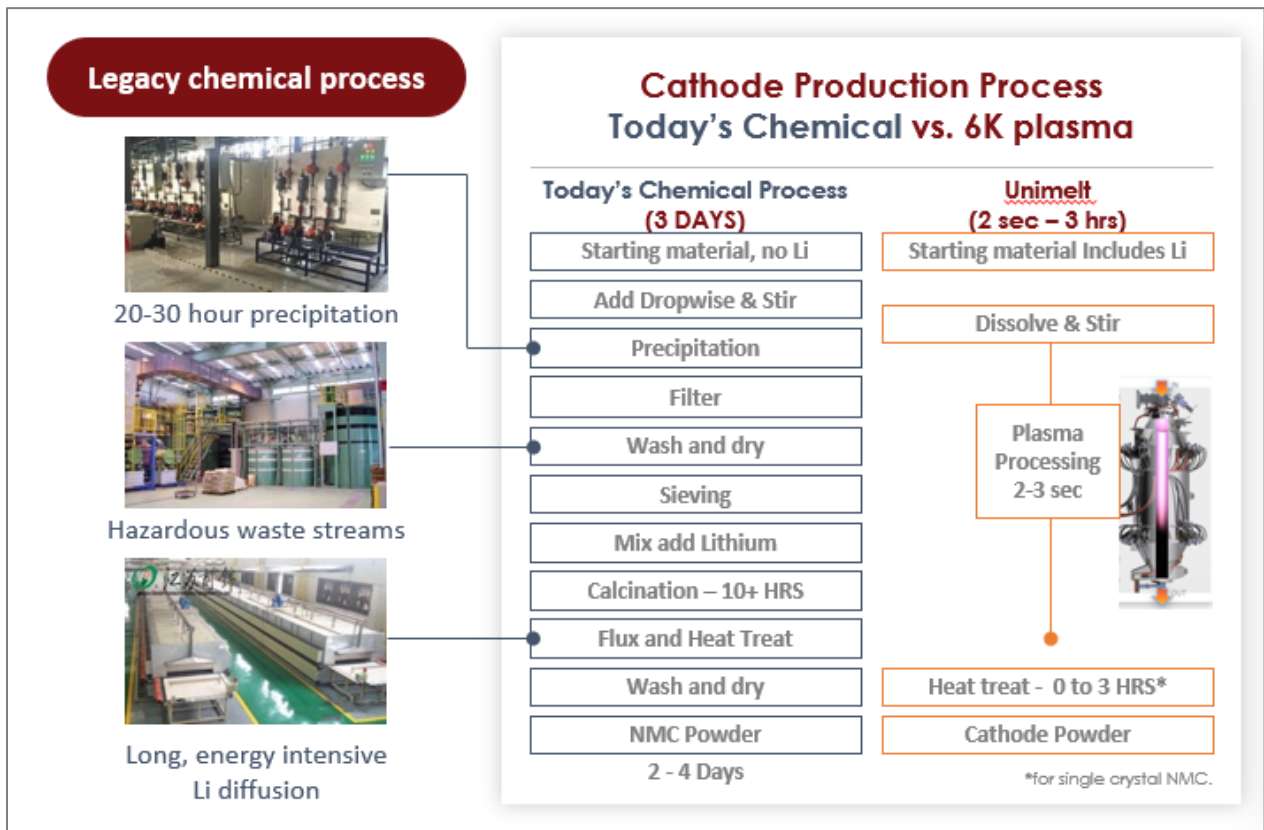 Legacy chemical process
20-30 hour precipitation
Hazardous waste streams
Long, energy intensive
Li diffusion
Cathode Production Process
Today's Chemical vs. 6K plasma
Today's Chemical Process
(3 DAYS)
Starting material, no Li
Add Dropwise & Stir
Precipitation
Filter
Wash and dry
Sieving
Mix add Lithium
Calcination – 10+ HRS
Flux and Heat Treat
Wash and dry
NMC Powder
2 - 4 Days
Unimelt
(2 sec – 3 hrs)
Starting material Includes Li
Dissolve & Stir
Plasma
Processing
2-3 sec
OUT
Heat treat - 0 to 3 HRS*
Cathode Powder
*for single crystal NMC.